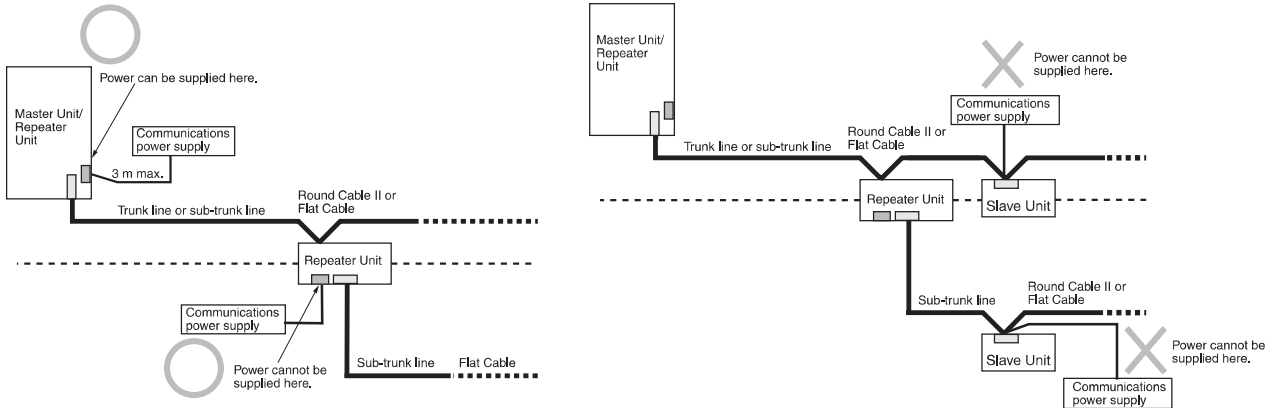 Power can be supplied here.
Master Unit/
Repeater
Unit
Communications
power supply
3 m max.
Round Cable II or
Flat Cable
Trunk line or sub-trunk line
Repeater Unit
Communications
power supply
Power cannot be
supplied here.
Sub-trunk line
Flat Cable
Master Unit/
Repeater
Unit
Power cannot be
supplied here.
Communications
power supply
Round Cable II or
Flat Cable
Trunk line or sub-trunk line
Repeater Unit
Slave Unit
Sub-trunk line
Round Cable II or
Flat Cable
Slave Unit
Power cannot be
supplied here.
Communications
power supply